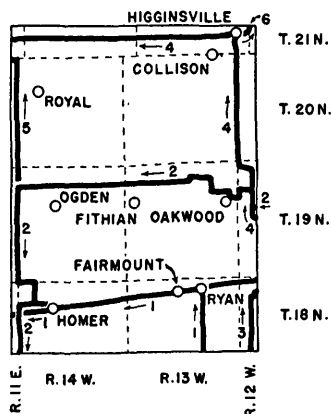 HIGGINSVILLE
6
T. 21 N.
4
COLLISON
ROYAL
T. 20 N.
5
4
2
OGDEN
2
FITHIAN OAKWOOD
T. 19 N.
2
4
FAIRMOUNT
RYAN
1
T. 18 N.
2
1
HOMER
1
3
R. 11 E.
R. 14 W.
R. 13 W.
R. 12 W.